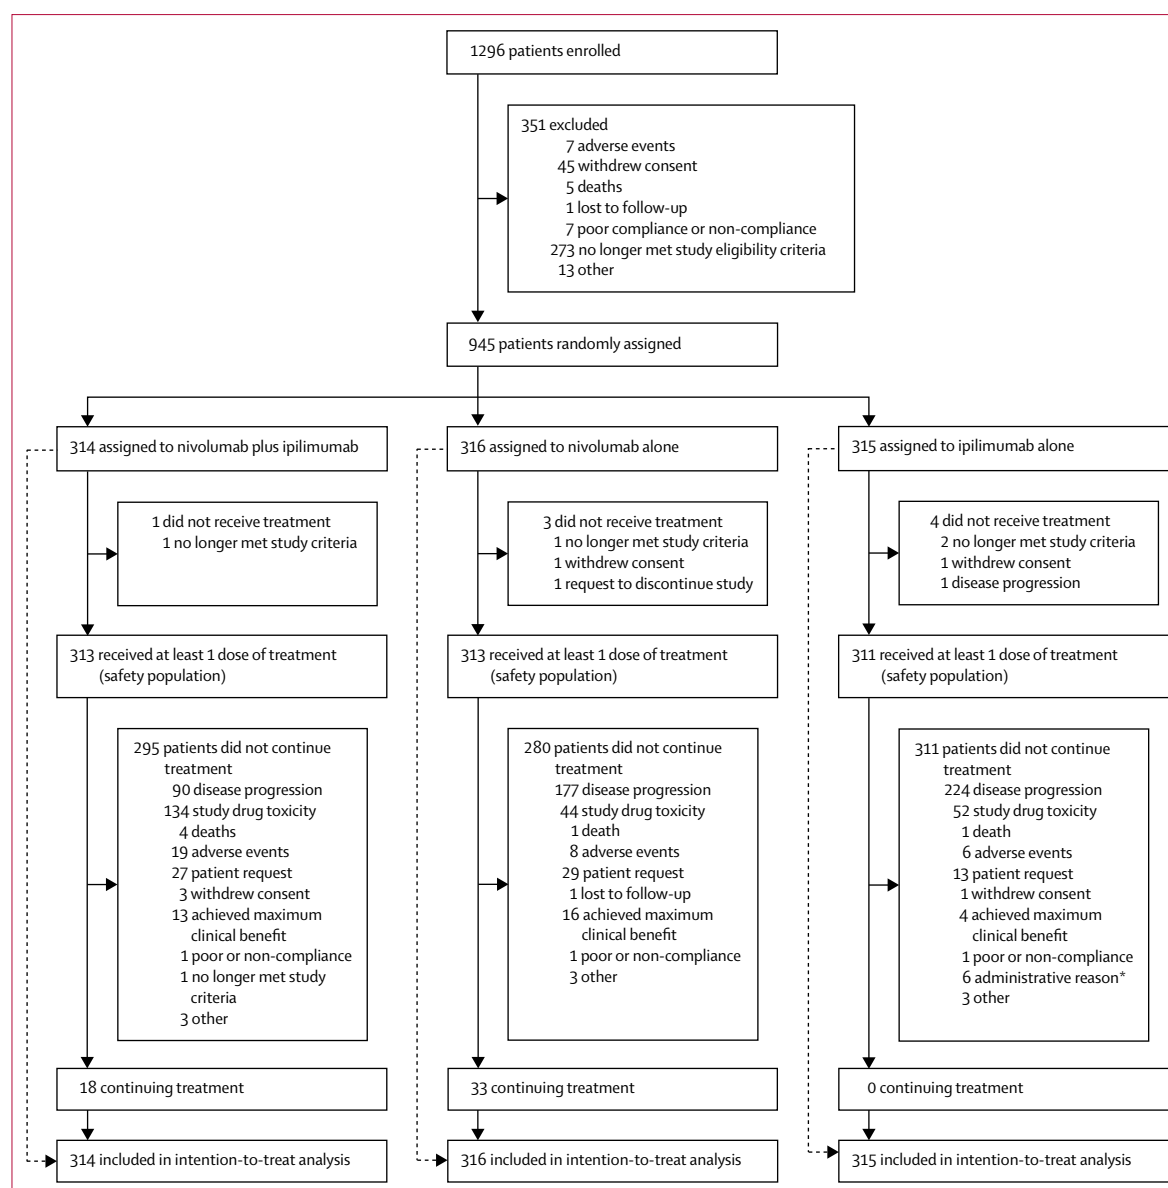 1296 patients enrolled
351 excluded
7 adverse events
45 withdrew consent
5 deaths
1 lost to follow-up
7 poor compliance or non-compliance
273 no longer met study eligibility criteria
13 other
945 patients randomly assigned
314 assigned to nivolumab plus ipilimumab
1 did not receive treatment
1 no longer met study criteria
313 received at least 1 dose of treatment
(safety population)
295 patients did not continue
treatment
90 disease progression
134 study drug toxicity
4 deaths
19 adverse events
27 patient request
3 withdrew consent
13 achieved maximum
clinical benefit
1 poor or non-compliance
1 no longer met study
criteria
3 other
18 continuing treatment
314 included in intention-to-treat analysis
316 assigned to nivolumab alone
3 did not receive treatment
1 no longer met study criteria
1 withdrew consent
1 request to discontinue study
313 received at least 1 dose of treatment
(safety population)
280 patients did not continue
treatment
177 disease progression
44 study drug toxicity
1 death
8 adverse events
29 patient request
1 lost to follow-up
16 achieved maximum
clinical benefit
1 poor or non-compliance
3 other
33 continuing treatment
316 included in intention-to-treat analysis
315 assigned to ipilimumab alone
4 did not receive treatment
2 no longer met study criteria
1 withdrew consent
1 disease progression
311 received at least 1 dose of treatment
(safety population)
311 patients did not continue
treatment
224 disease progression
52 study drug toxicity
1 death
6 adverse events
13 patient request
1 withdrew consent
4 achieved maximum
clinical benefit
1 poor or non-compliance
6 administrative reason*
3 other
0 continuing treatment
315 included in intention-to-treat analysis